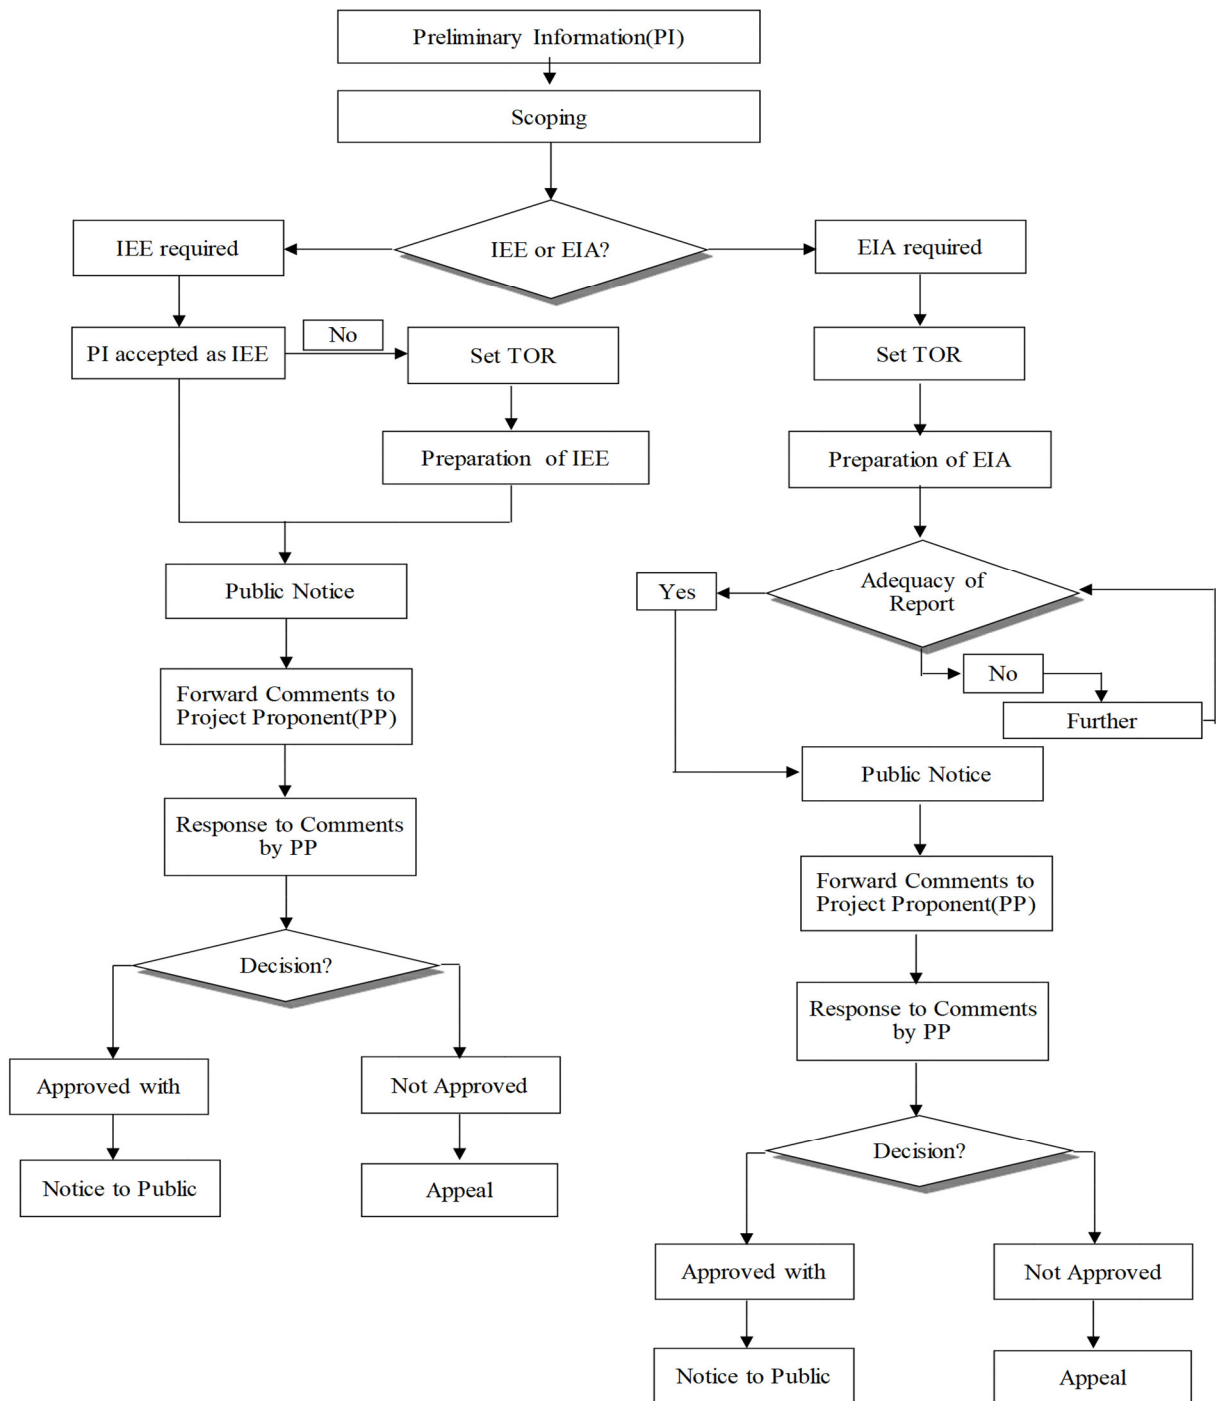 Preliminary Information(PI)
Scoping
IEE or EIA?
IEE required
EIA required
PI accepted as IEE
No
Set TOR
Set TOR
Preparation of IEE
Preparation of EIA
Public Notice
Adequacy of
Report
Yes
No
Further
Forward Comments to
Project Proponent(PP)
Public Notice
Response to Comments
by PP
Forward Comments to
Project Proponent(PP)
Decision?
Response to Comments
by PP
Approved with
Not Approved
Decision?
Notice to Public
Appeal
Approved with
Not Approved
Notice to Public
Appeal